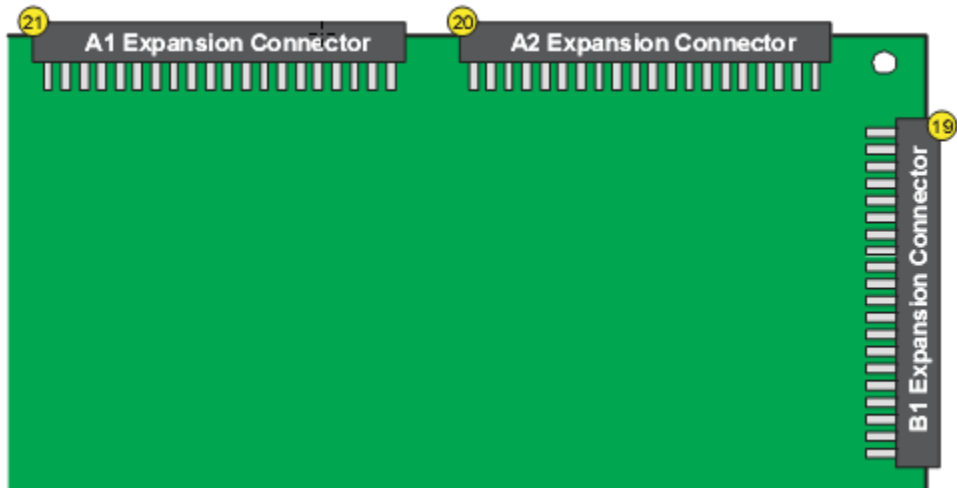 21
A1 Expansion Connector
20
A2 Expansion Connector
19
B1 Expansion Connector